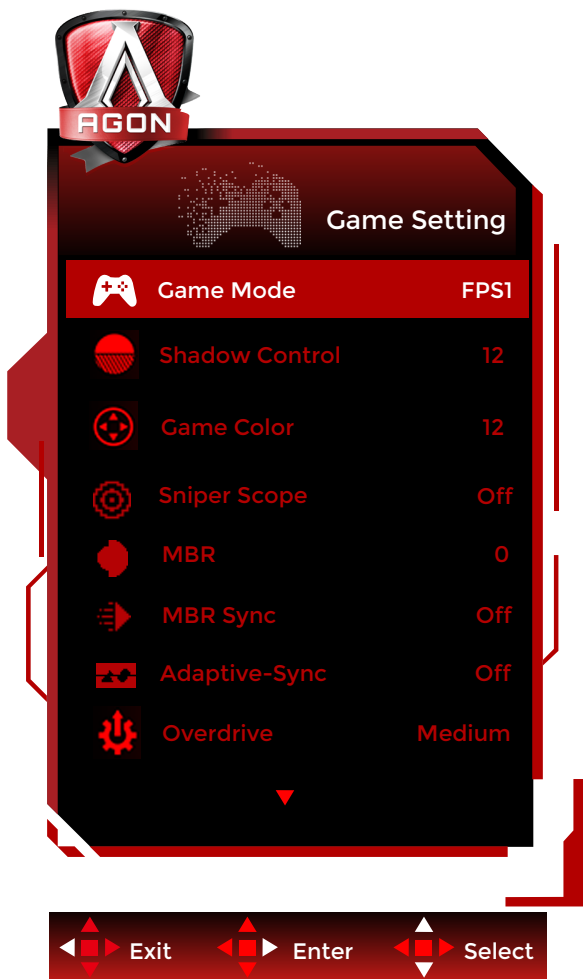 AGON
Game Setting
Game Mode FPS1
Shadow Control 12
Game Color 12
Sniper Scope Off
MBR 0
MBR Sync Off
Adaptive-Sync Off
Overdrive Medium
Exit Enter Select